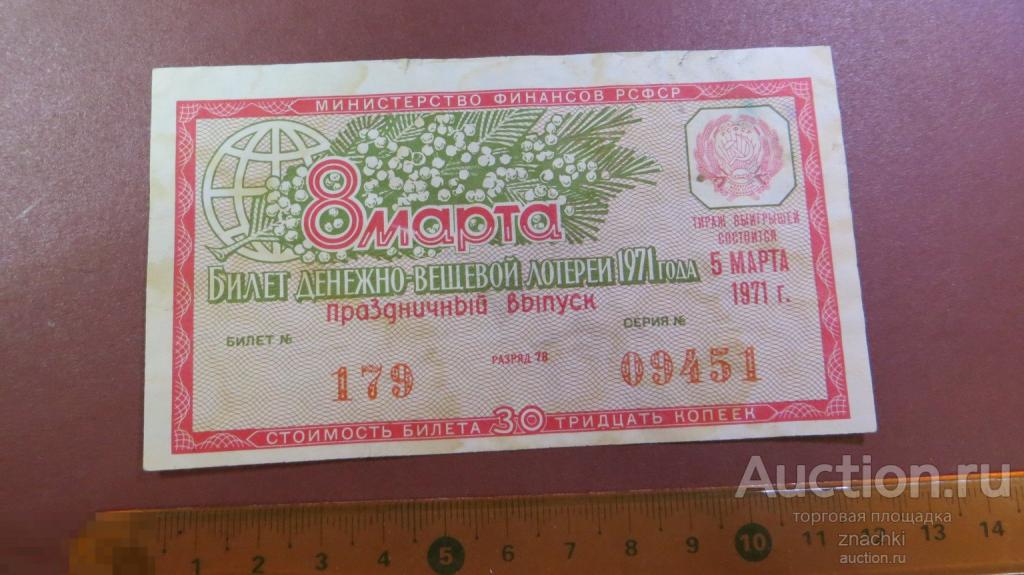 МИНИСТЕРСТВО ФИНАНСОВ РСФСР
8 марта
ТИРАЖ ВЫИГРЫШЕЙ
СОСТОИТСЯ
5 МАРТА
1971 г.
БИЛЕТ ДЕНЕЖНО-ВЕЩЕВОЙ ЛОТЕРЕИ 1971 ГОДА
Праздничный выпуск
БИЛЕТ №
СЕРИЯ №
179
РАЗРЯД 28
09451
СТОИМОСТЬ БИЛЕТА 30 ТРИДЦАТЬ КОПЕЕК
Auction.ru
торговая площадка
znachki
auction.ru
1 2 3 4 5 6 7 8 9 10 11 12 13 14